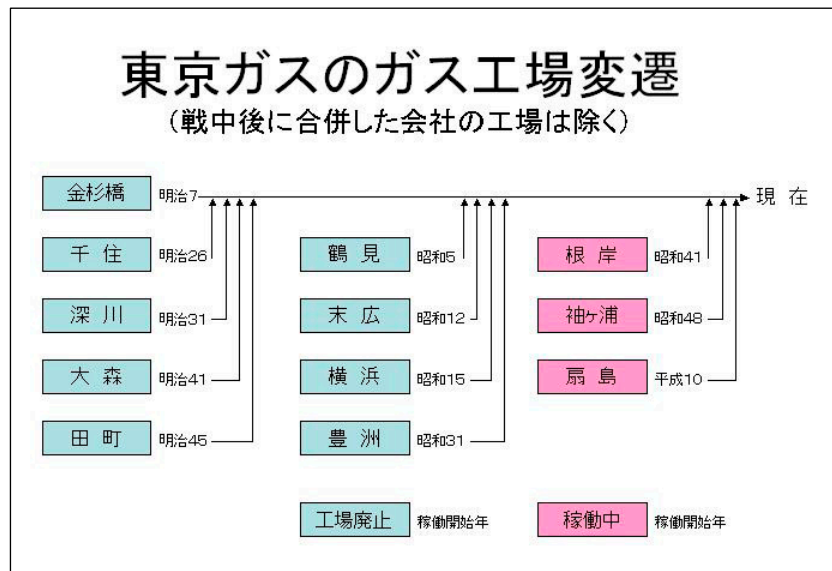 東京ガスのガス工場変遷
(戦中後に合併した会社の工場は除く)
金杉橋 明治7 現在
千住 明治26 鶴見 昭和5 根岸 昭和41
深川 明治31 末広 昭和12 袖ヶ浦 昭和48
大森 明治41 横浜 昭和15 扇島 平成10
田町 明治45 豊洲 昭和31
工場廃止 稼働開始年 稼働中 稼働開始年